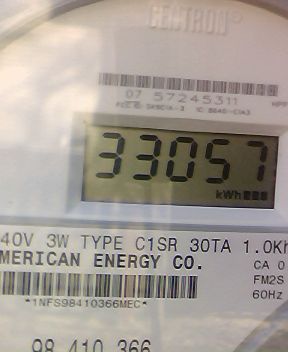 CENTRON®
07 57245311
33057
kWh
40V 3W TYPE C1SR 30TA 1.0Kh
MERICAN ENERGY CO.
CA 0
FM2S
60Hz
*1NFS98410366MEC*
98 410 366